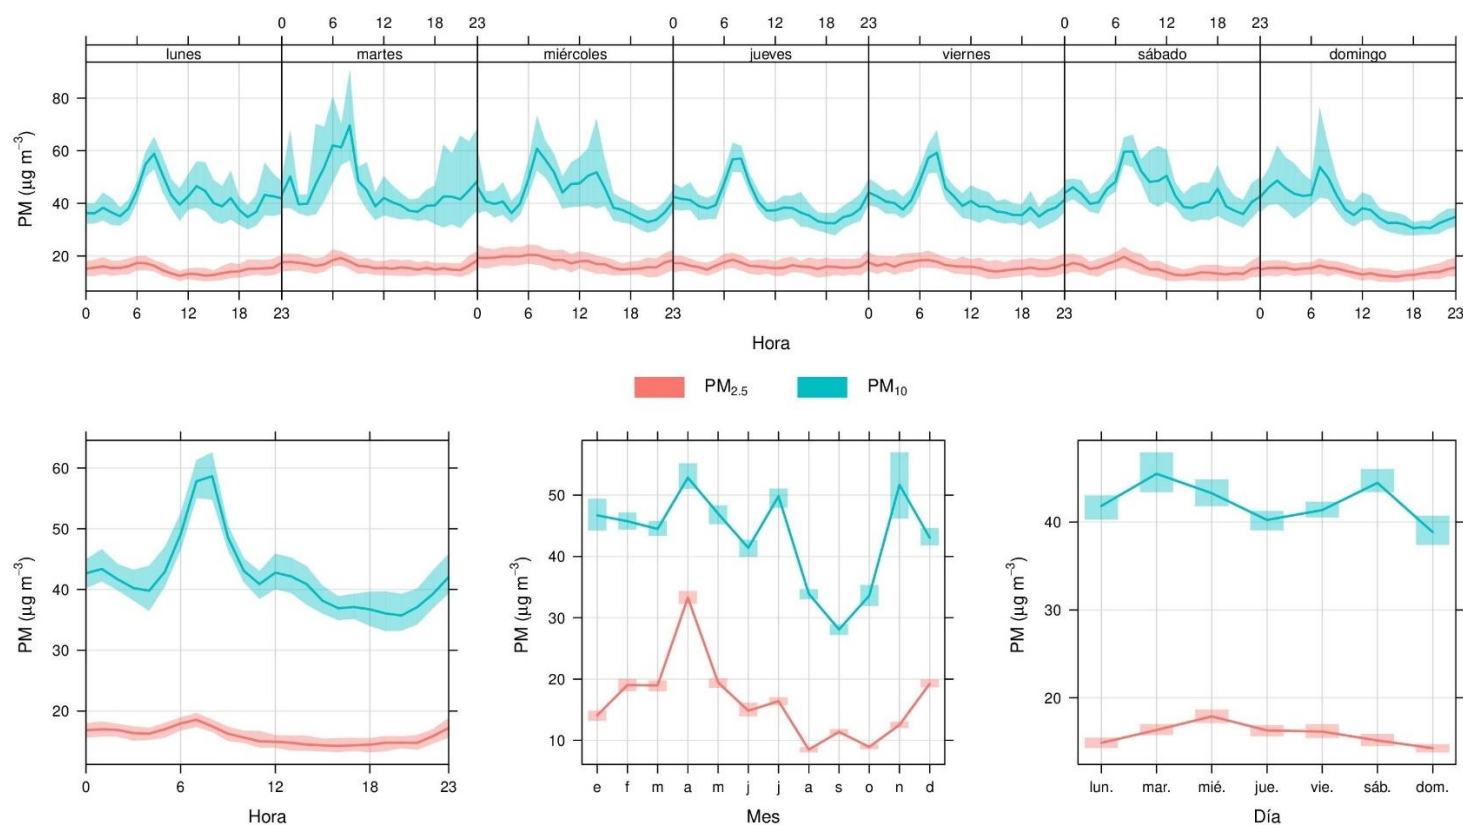 0 6 12 18 23 0 6 12 18 23 0 6 12 18 23
lunes martes miércoles jueves viernes sábado domingo
80
60
40
20
PM (µg m⁻³)
0 6 12 18 23 0 6 12 18 23 0 6 12 18 23 0 6 12 18 23
Hora
PM₂.₅ PM₁₀
60
50
40
30
20
PM (µg m⁻³)
0 6 12 18 23
Hora
50
40
30
20
10
PM (µg m⁻³)
e f m a m j j a s o n d
Mes
40
30
20
PM (µg m⁻³)
lun. mar. mié. jue. vie. sáb. dom.
Día